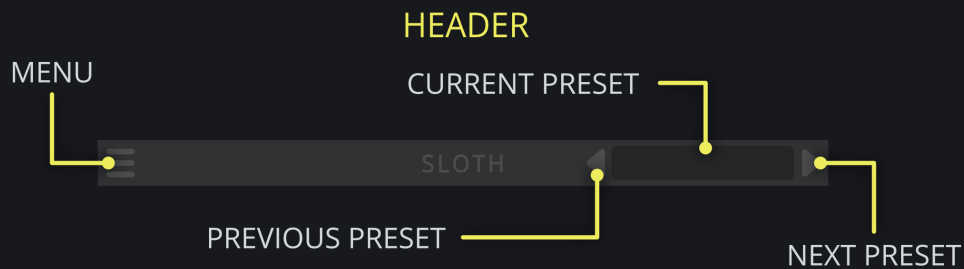 HEADER
MENU
CURRENT PRESET
SLOTH
PREVIOUS PRESET
NEXT PRESET